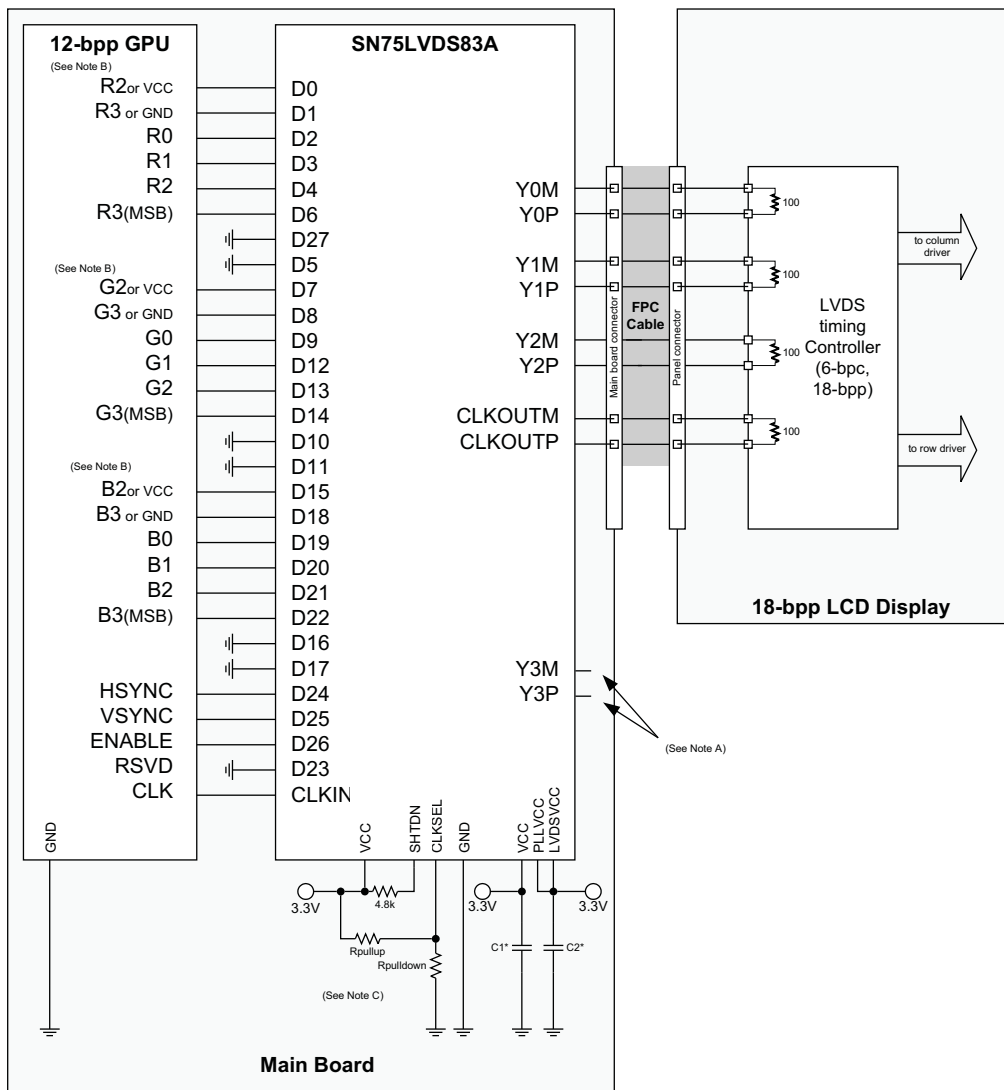 12-bpp GPU
(See Note B)
R2 or VCC
R3 or GND
R0
R1
R2
R3(MSB)
(See Note B)
G2 or VCC
G3 or GND
G0
G1
G2
G3(MSB)
(See Note B)
B2 or VCC
B3 or GND
B0
B1
B2
B3(MSB)
HSYNC
VSYNC
ENABLE
RSVD
CLK
GND
SN75LVDS83A
D0
D1
D2
D3
D4
D6
D27
D5
D7
D8
D9
D12
D13
D14
D10
D11
D15
D18
D19
D20
D21
D22
D16
D17
D24
D25
D26
D23
CLKIN
Y0M
Y0P
Y1M
Y1P
Y2M
Y2P
CLKOUTM
CLKOUTP
Y3M
Y3P
(See Note A)
VCC
SHTDN
CLKSEL
GND
VCC
PLLVCC
LVDSVCC
3.3V
4.8k
Rpullup
Rpulldown
(See Note C)
3.3V
3.3V
C1*
C2*
Main Board
Main board connector
FPC
Cable
Panel connector
100
100
100
100
LVDS
timing
Controller
(6-bpc,
18-bpp)
to column
driver
to row driver
18-bpp LCD Display